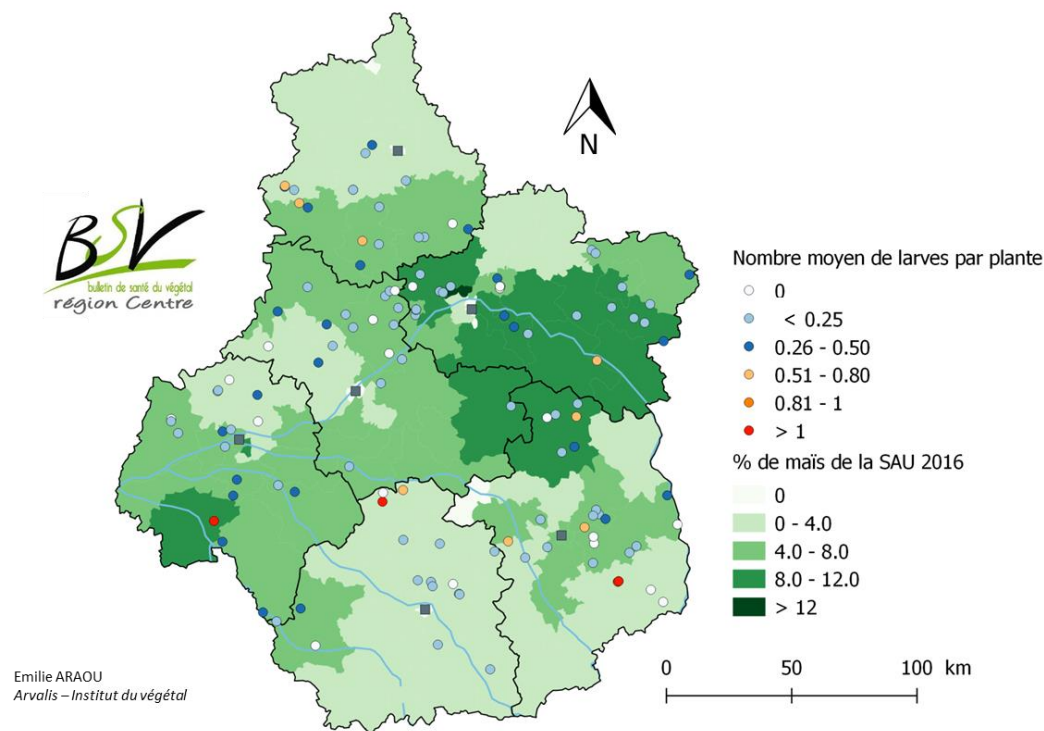 N
BSV
bulletin de santé du végétal
région Centre
Nombre moyen de larves par plante
0
< 0.25
0.26 - 0.50
0.51 - 0.80
0.81 - 1
> 1
% de maïs de la SAU 2016
0
0 - 4.0
4.0 - 8.0
8.0 - 12.0
> 12
0 50 100 km
Emilie ARAOU
Arvalis – Institut du végétal